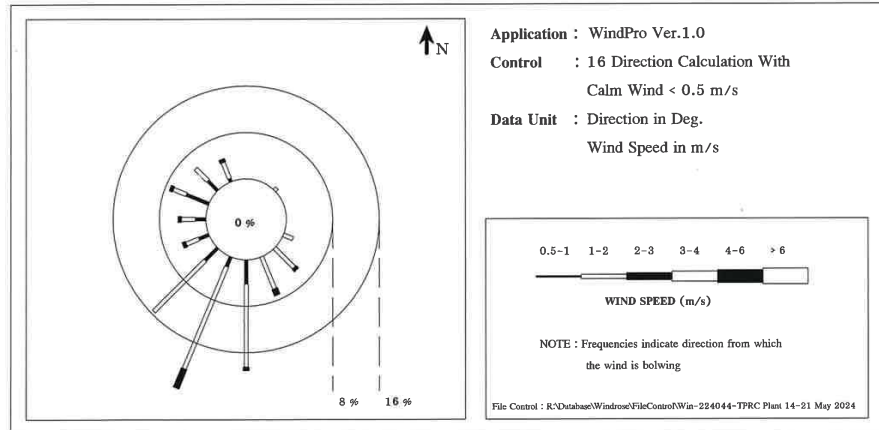 N
0 %
8 % 16 %
Application : WindPro Ver.1.0
Control : 16 Direction Calculation With
Calm Wind < 0.5 m/s
Data Unit : Direction in Deg.
Wind Speed in m/s
0.5-1 1-2 2-3 3-4 4-6 > 6
WIND SPEED (m/s)
NOTE : Frequencies indicate direction from which
the wind is bolwing
File Control : R:\Database\Windrose\FileControl\Win-224044-TPRC Plant 14-21 May 2024